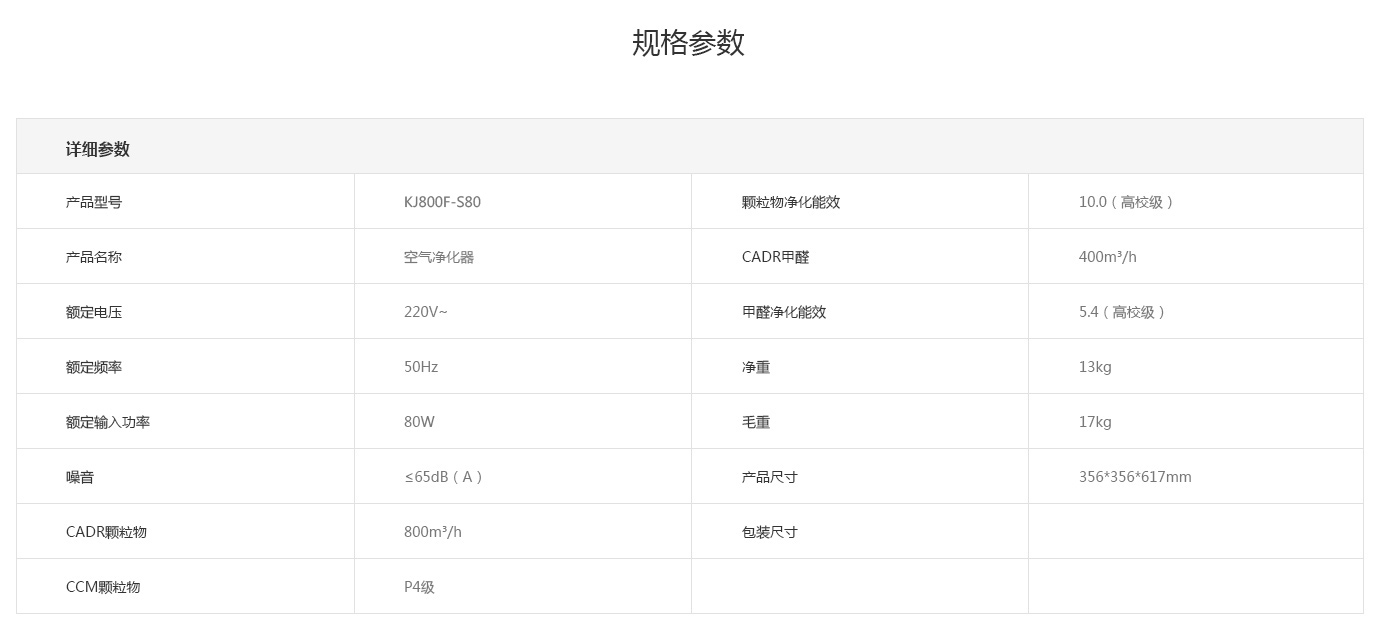 规格参数
详细参数
产品型号 KJ800F-S80 颗粒物净化能效 10.0（高校级）
产品名称 空气净化器 CADR甲醛 400m³/h
额定电压 220V~ 甲醛净化能效 5.4（高校级）
额定频率 50Hz 净重 13kg
额定输入功率 80W 毛重 17kg
噪音 ≤65dB（A） 产品尺寸 356*356*617mm
CADR颗粒物 800m³/h 包装尺寸
CCM颗粒物 P4级